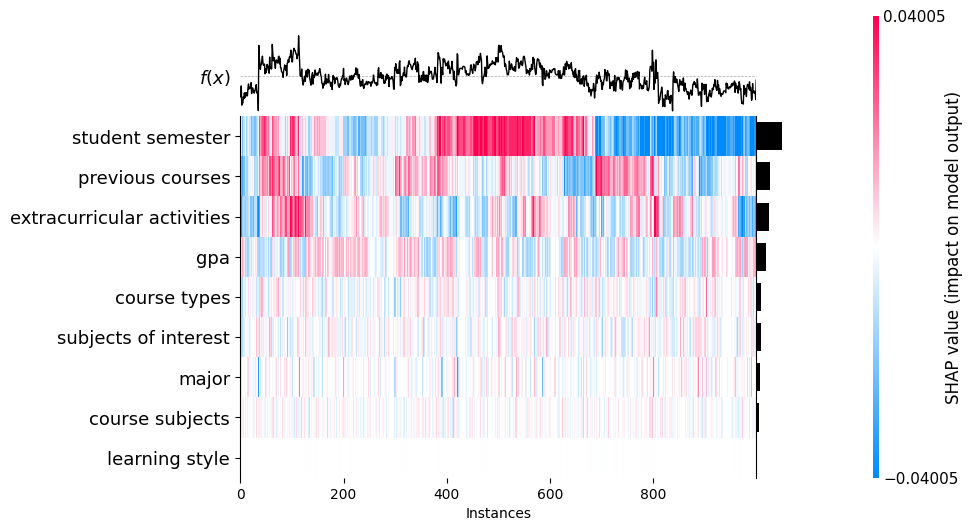 0.04005
f(x)
student semester
previous courses
extracurricular activities
gpa
course types
subjects of interest
major
course subjects
learning style
0 200 400 600 800
Instances
−0.04005
SHAP value (impact on model output)